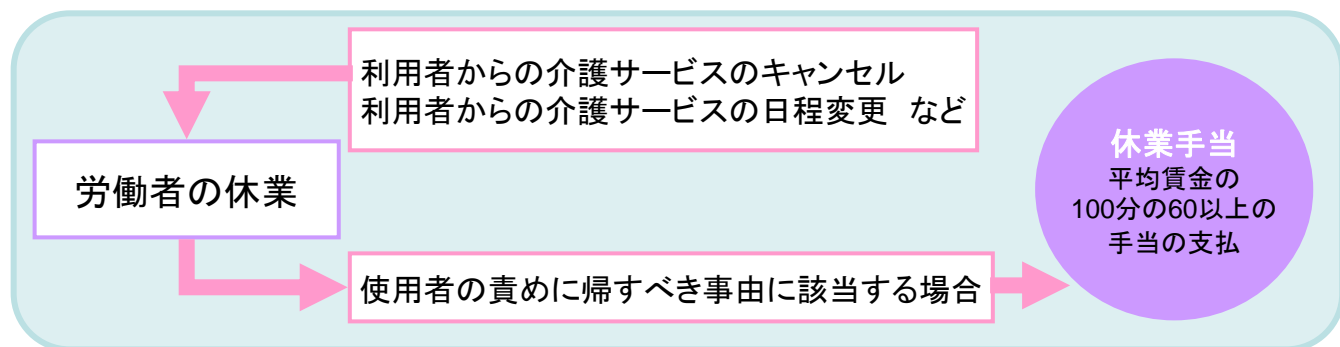 利用者からの介護サービスのキャンセル
利用者からの介護サービスの日程変更 など
労働者の休業
使用者の責めに帰すべき事由に該当する場合
休業手当
平均賃金の
100分の60以上の
手当の支払